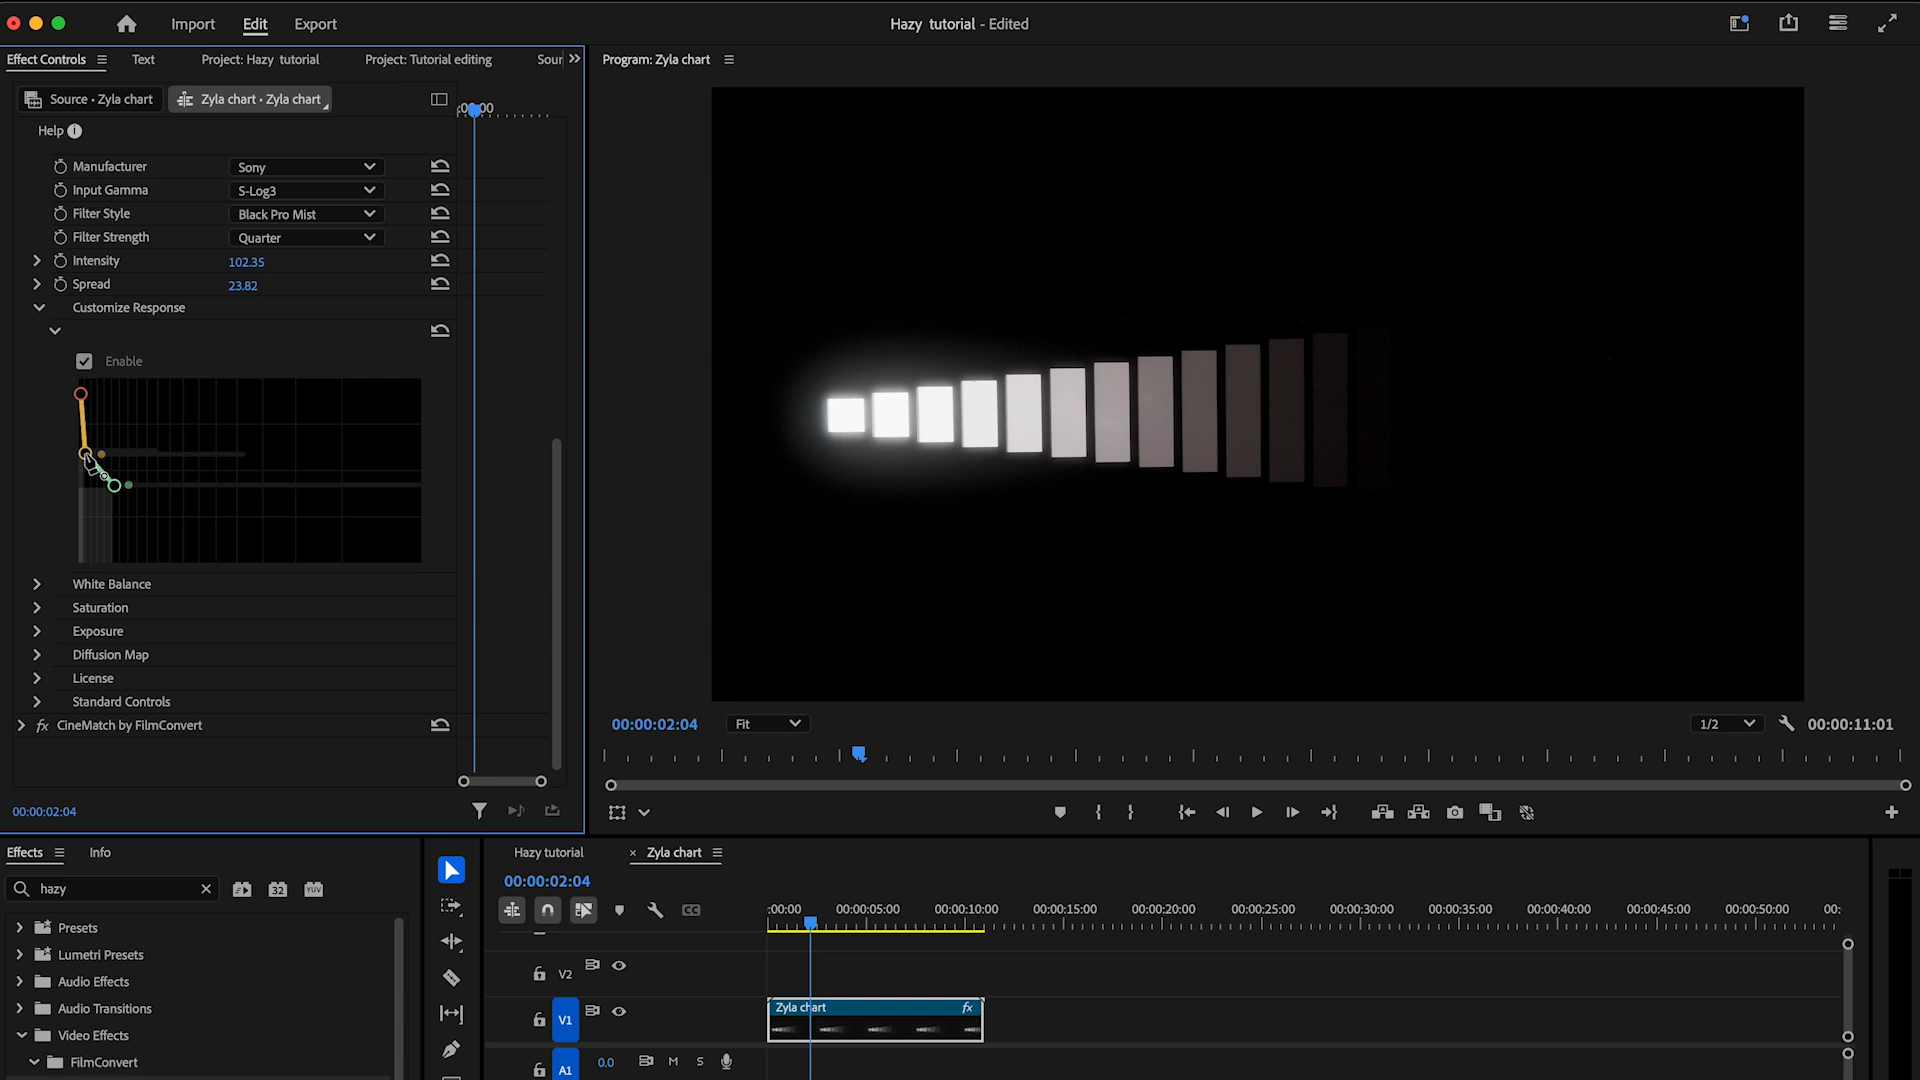 Import Edit Export
Hazy tutorial - Edited
Effect Controls Text Project: Hazy tutorial Project: Tutorial editing Sour
Program: Zyla chart
Source • Zyla chart Zyla chart • Zyla chart
Help
Manufacturer Sony
Input Gamma S-Log3
Filter Style Black Pro Mist
Filter Strength Quarter
Intensity 102.35
Spread 23.82
Customize Response
Enable
White Balance
Saturation
Exposure
Diffusion Map
License
Standard Controls
fx CineMatch by FilmConvert
00:00:02:04
00:00:02:04 Fit 1/2 00:00:11:01
Effects Info
hazy
32 YUV
Presets
Lumetri Presets
Audio Effects
Audio Transitions
Video Effects
FilmConvert
Hazy tutorial × Zyla chart
00:00:02:04
CC
:00:00 00:00:05:00 00:00:10:00 00:00:15:00 00:00:20:00 00:00:25:00 00:00:30:00 00:00:35:00 00:00:40:00 00:00:45:00 00:00:50:00 00:
V2
Zyla chart fx
V1
A1 0.0 M S